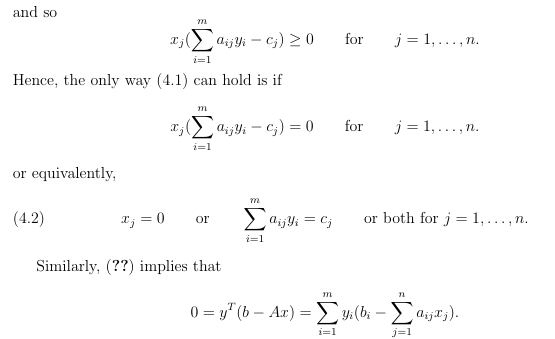 and so
$$x_j(\sum_{i=1}^{m} a_{ij}y_i - c_j) \geq 0 \qquad \text{for} \qquad j = 1, \ldots, n.$$
Hence, the only way (4.1) can hold is if
$$x_j(\sum_{i=1}^{m} a_{ij}y_i - c_j) = 0 \qquad \text{for} \qquad j = 1, \ldots, n.$$
or equivalently,
(4.2) $$x_j = 0 \qquad \text{or} \qquad \sum_{i=1}^{m} a_{ij}y_i = c_j \qquad \text{or both for } j = 1, \ldots, n.$$
Similarly, (??) implies that
$$0 = y^T(b - Ax) = \sum_{i=1}^{m} y_i(b_i - \sum_{j=1}^{n} a_{ij}x_j).$$